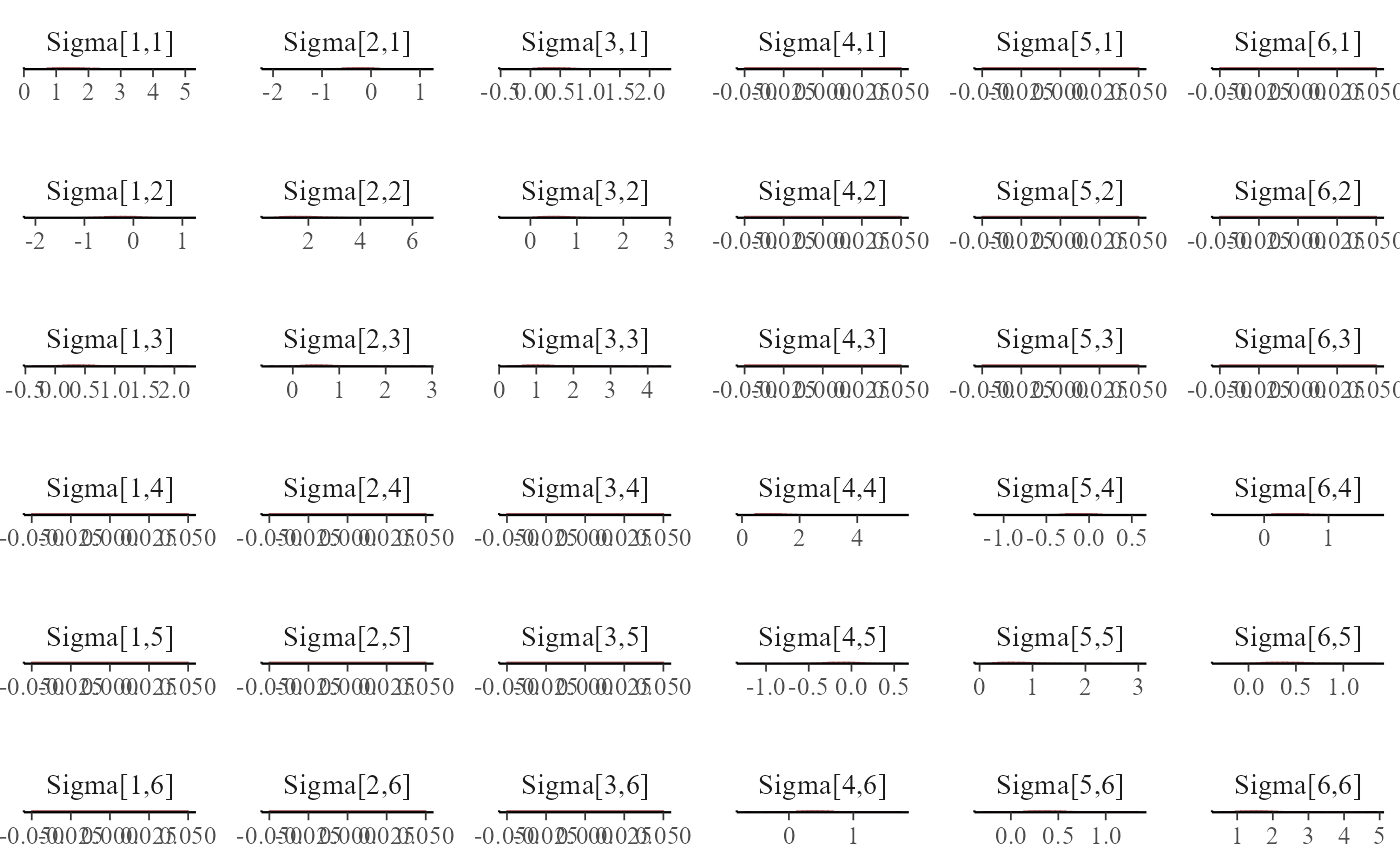 Sigma[1,1] Sigma[2,1] Sigma[3,1] Sigma[4,1] Sigma[5,1] Sigma[6,1]
0 1 2 3 4 5 -2 -1 0 1 -0.5 0.0 0.5 1.0 1.5 2.0 -0.050 -0.025 0.000 0.025 0.050 -0.050 -0.025 0.000 0.025 0.050 -0.050 -0.025 0.000 0.025 0.050
Sigma[1,2] Sigma[2,2] Sigma[3,2] Sigma[4,2] Sigma[5,2] Sigma[6,2]
-2 -1 0 1 2 4 6 0 1 2 3 -0.050 -0.025 0.000 0.025 0.050 -0.050 -0.025 0.000 0.025 0.050 -0.050 -0.025 0.000 0.025 0.050
Sigma[1,3] Sigma[2,3] Sigma[3,3] Sigma[4,3] Sigma[5,3] Sigma[6,3]
-0.5 0.0 0.5 1.0 1.5 2.0 0 1 2 3 0 1 2 3 4 -0.050 -0.025 0.000 0.025 0.050 -0.050 -0.025 0.000 0.025 0.050 -0.050 -0.025 0.000 0.025 0.050
Sigma[1,4] Sigma[2,4] Sigma[3,4] Sigma[4,4] Sigma[5,4] Sigma[6,4]
-0.050 -0.025 0.000 0.025 0.050 -0.050 -0.025 0.000 0.025 0.050 -0.050 -0.025 0.000 0.025 0.050 0 2 4 -1.0 -0.5 0.0 0.5 0 1
Sigma[1,5] Sigma[2,5] Sigma[3,5] Sigma[4,5] Sigma[5,5] Sigma[6,5]
-0.050 -0.025 0.000 0.025 0.050 -0.050 -0.025 0.000 0.025 0.050 -0.050 -0.025 0.000 0.025 0.050 -1.0 -0.5 0.0 0.5 0 1 2 3 0.0 0.5 1.0
Sigma[1,6] Sigma[2,6] Sigma[3,6] Sigma[4,6] Sigma[5,6] Sigma[6,6]
-0.050 -0.025 0.000 0.025 0.050 -0.050 -0.025 0.000 0.025 0.050 -0.050 -0.025 0.000 0.025 0.050 0 1 0.0 0.5 1.0 1 2 3 4 5